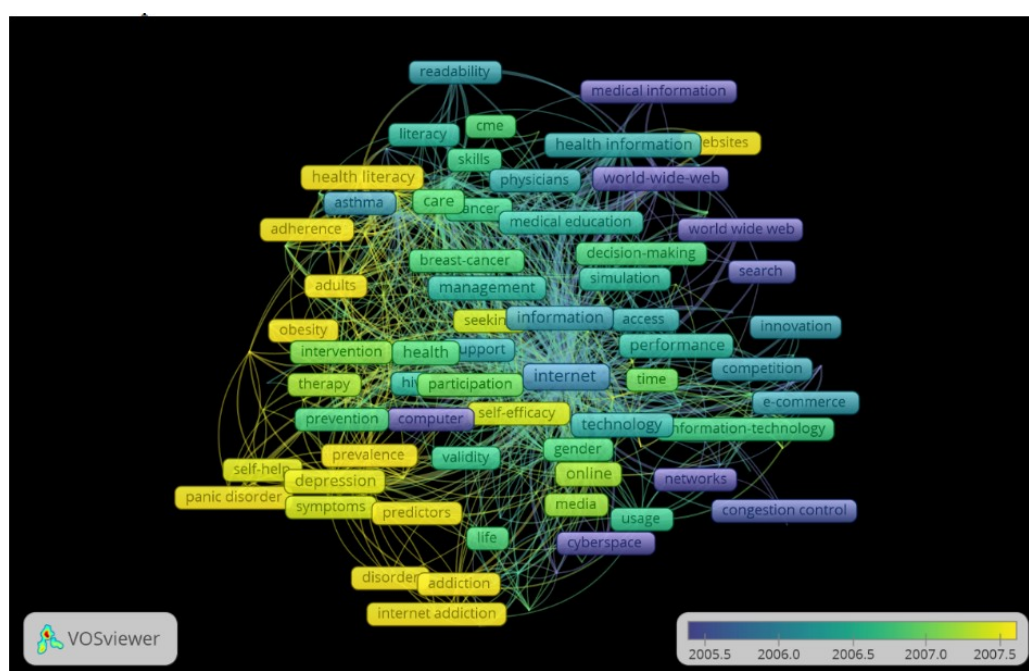 readability
medical information
cme
literacy
health information
ebsites
skills
health literacy
physicians
world-wide-web
asthma
care
ancer
medical education
adherence
world wide web
decision-making
breast-cancer
search
simulation
adults
management
seekin
information
access
innovation
obesity
performance
intervention
health
upport
competition
internet
time
therapy
hiv
participation
e-commerce
prevention
computer
self-efficacy
technology
nformation-technology
gender
prevalence
validity
self-help
depression
online
networks
panic disorder
symptoms
predictors
media
congestion control
usage
life
cyberspace
disorder
addiction
internet addiction
VOSviewer
2005.5 2006.0 2006.5 2007.0 2007.5